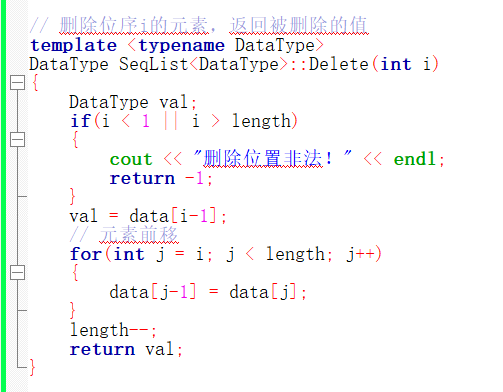 // 删除位序i的元素，返回被删除的值
template <typename DataType>
DataType SeqList<DataType>::Delete(int i)
{
    DataType val;
    if(i < 1 || i > length)
    {
        cout << "删除位置非法！" << endl;
        return -1;
    }
    val = data[i-1];
    // 元素前移
    for(int j = i; j < length; j++)
    {
        data[j-1] = data[j];
    }
    length--;
    return val;
}